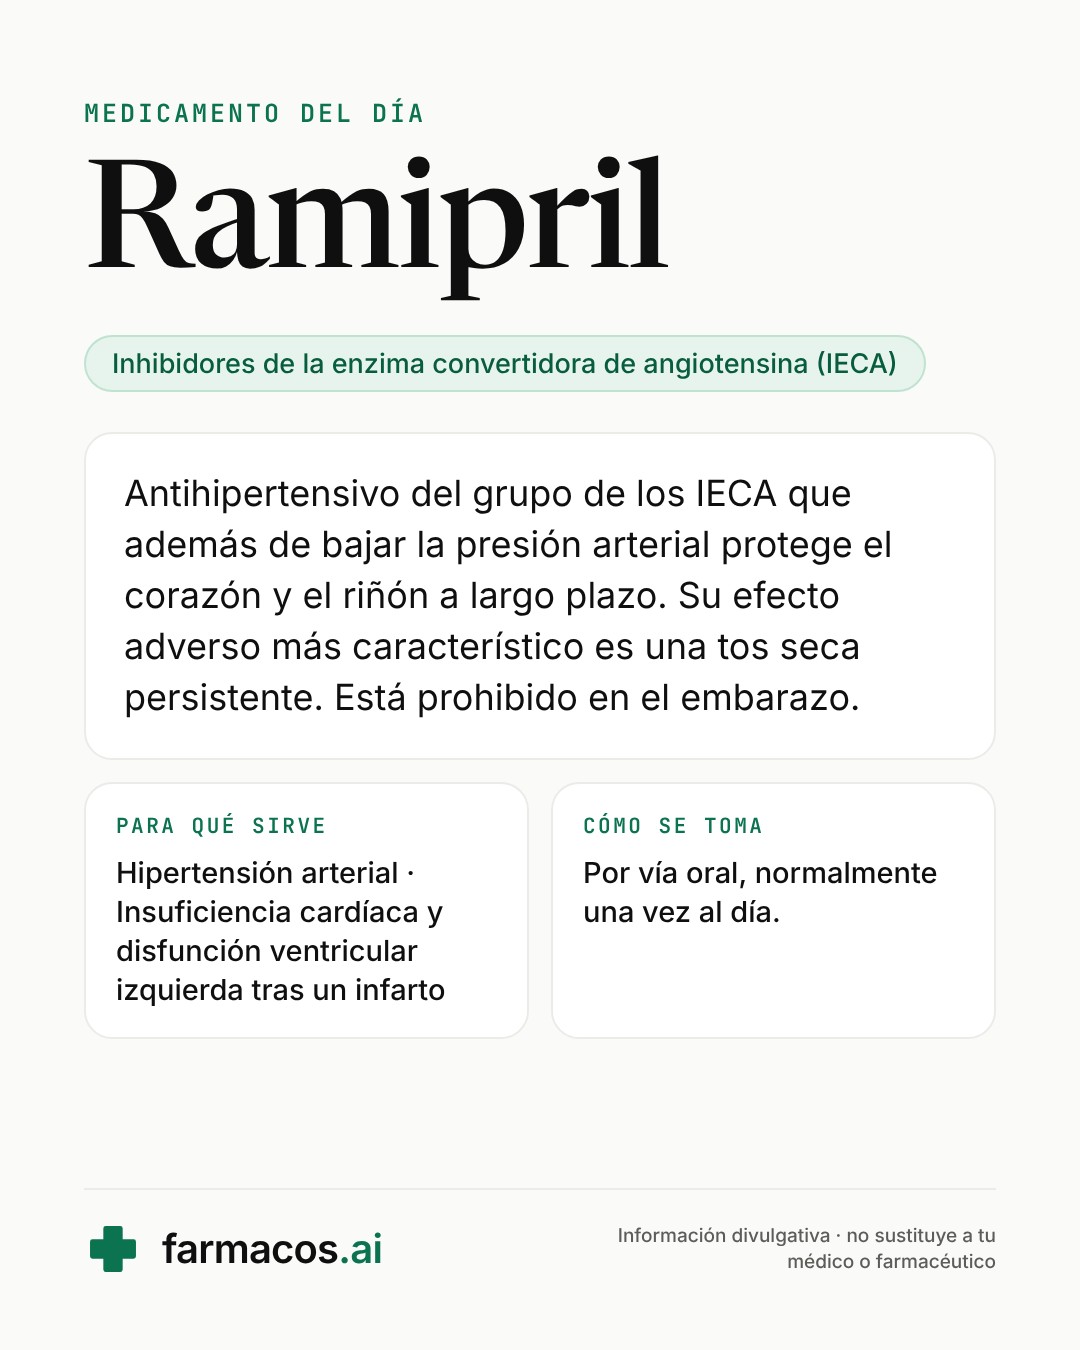 MEDICAMENTO DEL DÍA
Ramipril
Inhibidores de la enzima convertidora de angiotensina (IECA)
Antihipertensivo del grupo de los IECA que
además de bajar la presión arterial protege el
corazón y el riñón a largo plazo. Su efecto
adverso más característico es una tos seca
persistente. Está prohibido en el embarazo.
PARA QUÉ SIRVE
Hipertensión arterial ·
Insuficiencia cardíaca y
disfunción ventricular
izquierda tras un infarto
CÓMO SE TOMA
Por vía oral, normalmente
una vez al día.
farmacos.ai
Información divulgativa · no sustituye a tu
médico o farmacéutico